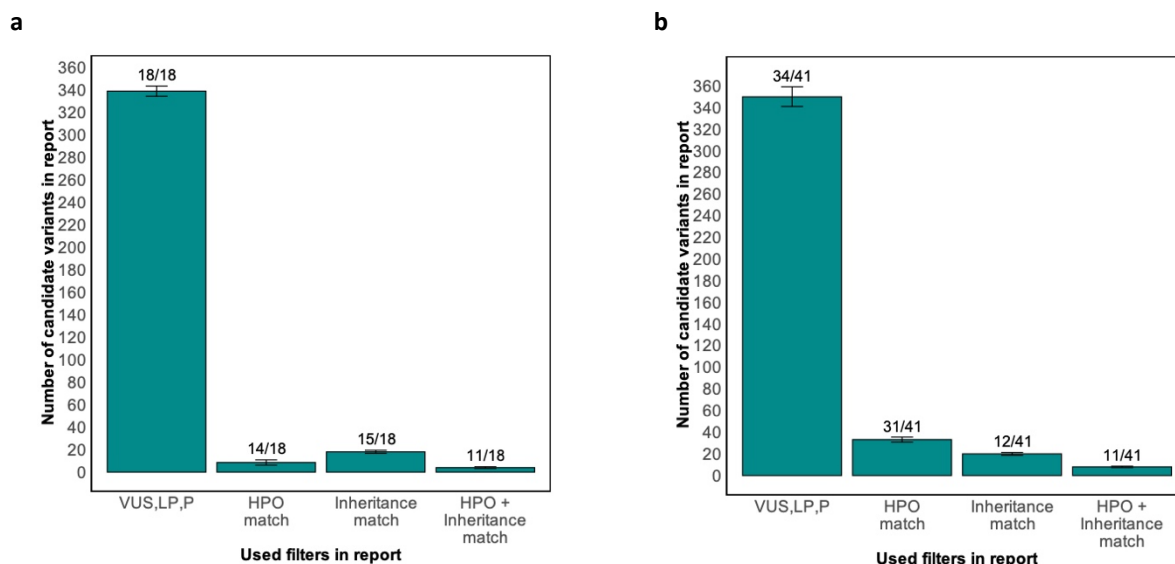 a
Number of candidate variants in report
360
340
320
300
280
260
240
220
200
180
160
140
120
100
80
60
40
20
0
18/18
14/18
15/18
11/18
VUS,LP,P
HPO
match
Inheritance
match
HPO +
Inheritance
match
Used filters in report
b
Number of candidate variants in report
360
340
320
300
280
260
240
220
200
180
160
140
120
100
80
60
40
20
0
34/41
31/41
12/41
11/41
VUS,LP,P
HPO
match
Inheritance
match
HPO +
Inheritance
match
Used filters in report